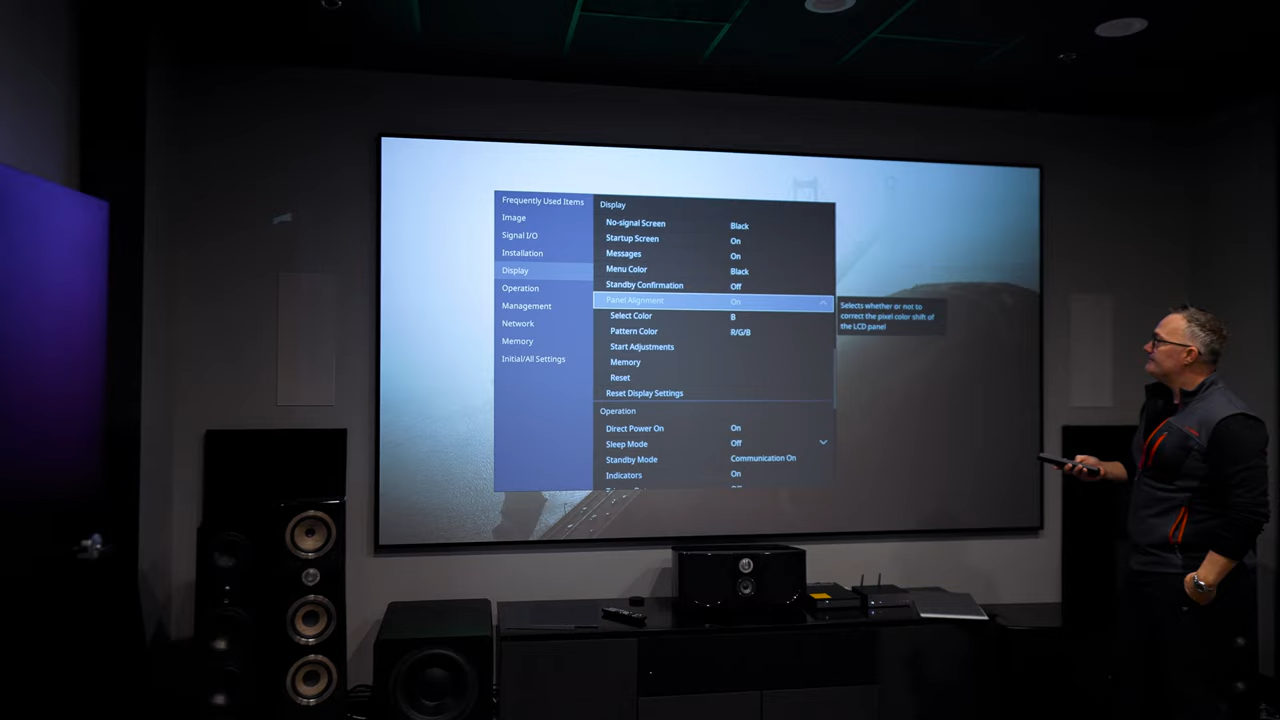 Frequently Used Items
Image
Signal I/O
Installation
Display
Operation
Management
Network
Memory
Initial/All Settings
Display
No-signal Screen Black
Startup Screen On
Messages On
Menu Color Black
Standby Confirmation Off
Panel Alignment On
Select Color B
Pattern Color R/G/B
Start Adjustments
Memory
Reset
Reset Display Settings
Operation
Direct Power On On
Sleep Mode Off
Standby Mode Communication On
Indicators On
Selects whether or not to
correct the pixel color shift of
the LCD panel